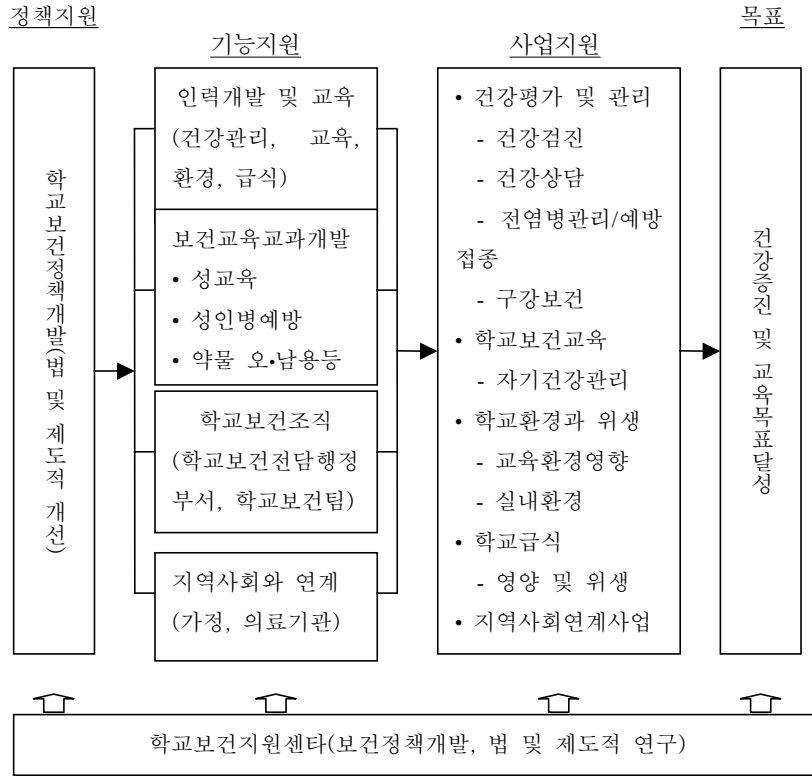 정책지원
기능지원
사업지원
목표
학교보건정책개발(법 및 제도적 개선)
인력개발 및 교육
(건강관리, 교육,
환경, 급식)
보건교육교과개발
• 성교육
• 성인병예방
• 약물 오•남용등
학교보건조직
(학교보건전담행정
부서, 학교보건팀)
지역사회와 연계
(가정, 의료기관)
• 건강평가 및 관리
- 건강검진
- 건강상담
- 전염병관리/예방
접종
- 구강보건
• 학교보건교육
- 자기건강관리
• 학교환경과 위생
- 교육환경영향
- 실내환경
• 학교급식
- 영양 및 위생
• 지역사회연계사업
건강증진 및 교육목표달성
학교보건지원센타(보건정책개발, 법 및 제도적 연구)